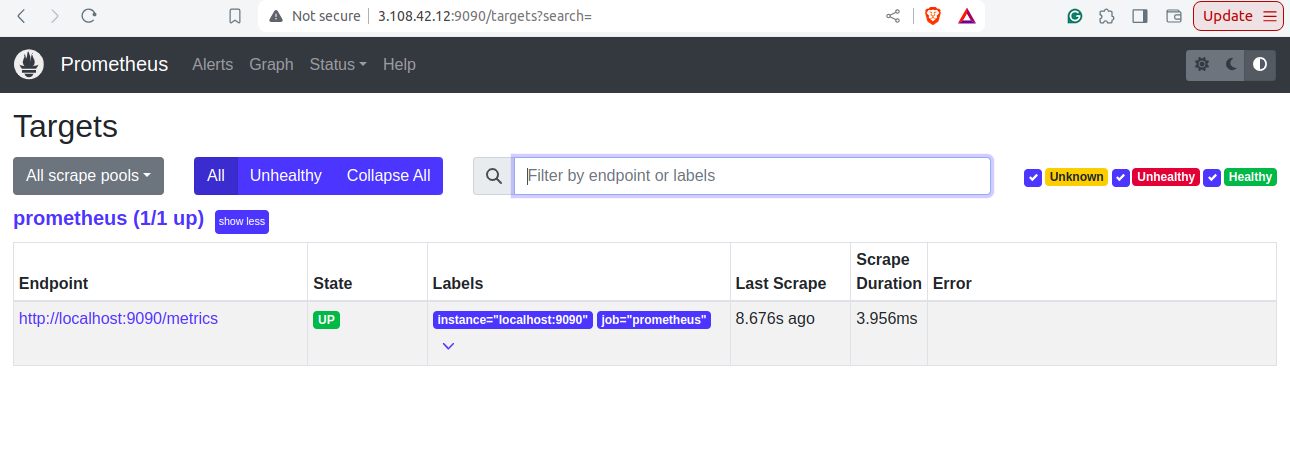 Not secure 3.108.42.12:9090/targets?search= Update
Prometheus Alerts Graph Status Help
Targets
All scrape pools All Unhealthy Collapse All Filter by endpoint or labels Unknown Unhealthy Healthy
prometheus (1/1 up) show less
Scrape
Endpoint State Labels Last Scrape Duration Error
http://localhost:9090/metrics UP instance="localhost:9090" job="prometheus" 8.676s ago 3.956ms